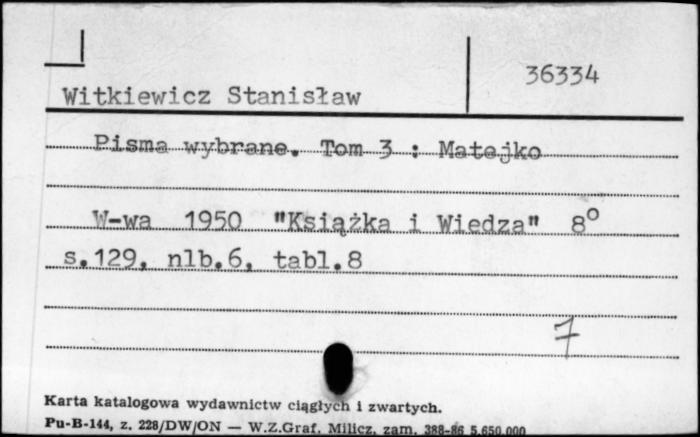 36334
Witkiewicz Stanisław
Pisma wybrane. Tom 3 : Matejko
W-wa 1950 "Książka i Wiedza" 8°
s.129, nlb.6, tabl.8
7
Karta katalogowa wydawnictw ciągłych i zwartych.
Pu-B-144, z. 228/DW/ON — W.Z.Graf. Milicz, zam. 388-86 5.650.000